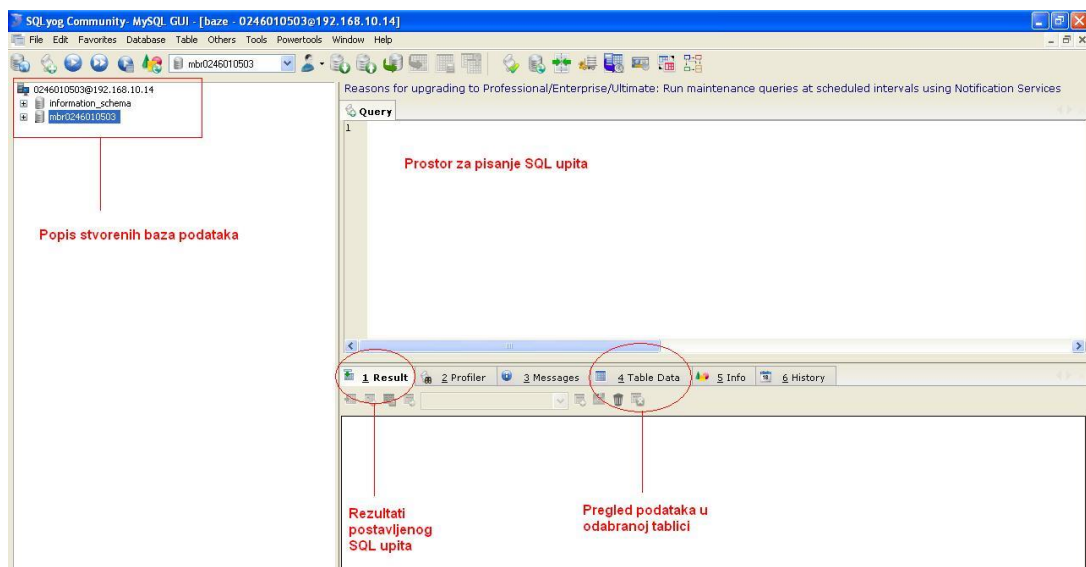 SQLyog Community- MySQL GUI - [baze - 0246010503@192.168.10.14]
File Edit Favorites Database Table Others Tools Powertools Window Help
mbr0246010503
0246010503@192.168.10.14
information_schema
mbr0246010503
Popis stvorenih baza podataka
Reasons for upgrading to Professional/Enterprise/Ultimate: Run maintenance queries at scheduled intervals using Notification Services
Query
1
Prostor za pisanje SQL upita
1 Result 2 Profiler 3 Messages 4 Table Data 5 Info 6 History
Rezultati
postavljenog
SQL upita
Pregled podataka u
odabranoj tablici